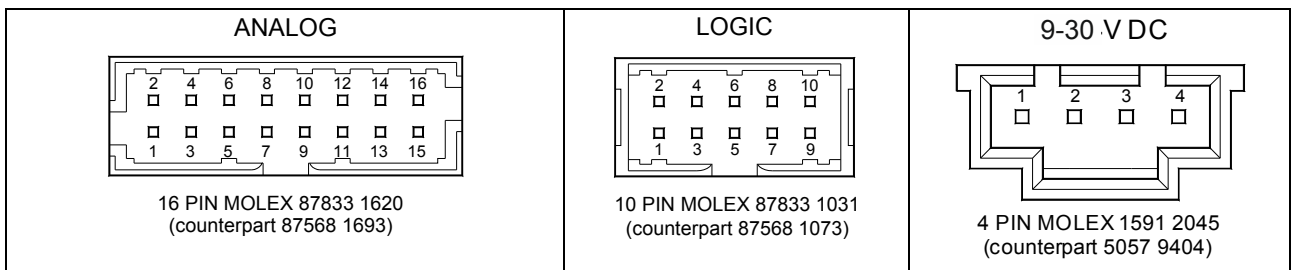 ANALOG
2 4 6 8 10 12 14 16
1 3 5 7 9 11 13 15
16 PIN MOLEX 87833 1620
(counterpart 87568 1693)
LOGIC
2 4 6 8 10
1 3 5 7 9
10 PIN MOLEX 87833 1031
(counterpart 87568 1073)
9-30 V DC
1 2 3 4
4 PIN MOLEX 1591 2045
(counterpart 5057 9404)